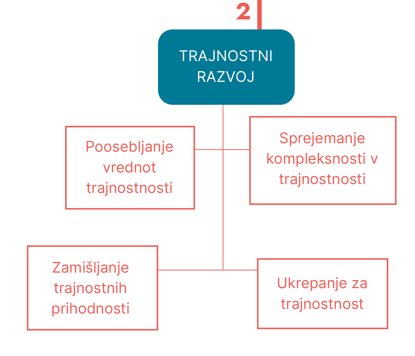 2
TRAJNOSTNI
RAZVOJ
Poosebljanje
vrednot
trajnostnosti
Sprejemanje
kompleksnosti v
trajnostnosti
Zamišljanje
trajnostnih
prihodnosti
Ukrepanje za
trajnostnost